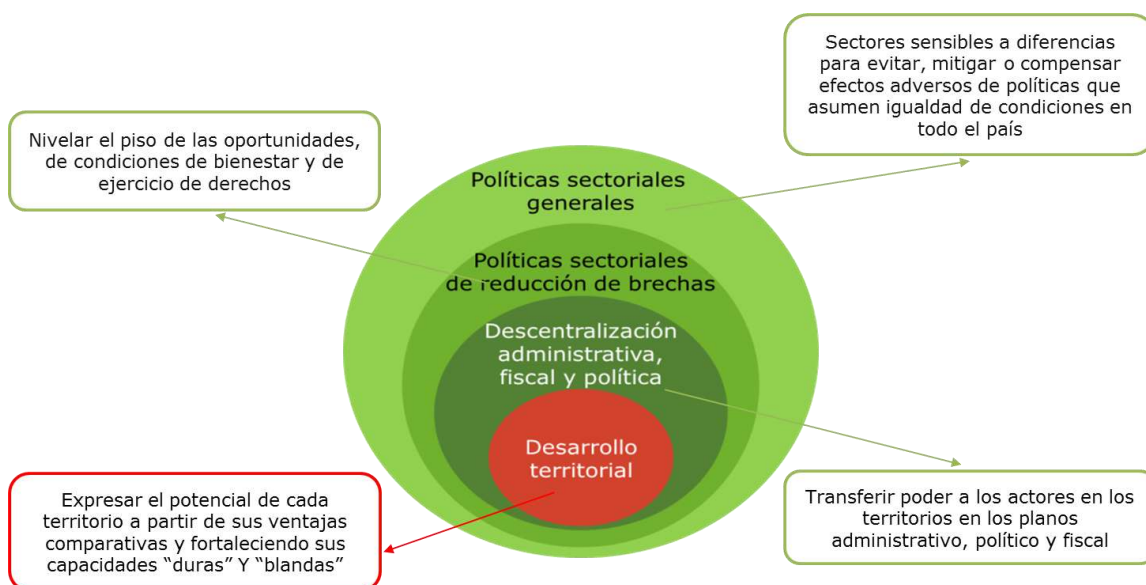 Sectores sensibles a diferencias
para evitar, mitigar o compensar
efectos adversos de políticas que
asumen igualdad de condiciones en
todo el país
Nivelar el piso de las oportunidades,
de condiciones de bienestar y de
ejercicio de derechos
Políticas sectoriales
generales
Políticas sectoriales
de reducción de brechas
Descentralización
administrativa,
fiscal y política
Desarrollo
territorial
Expresar el potencial de cada
territorio a partir de sus ventajas
comparativas y fortaleciendo sus
capacidades “duras” Y “blandas”
Transferir poder a los actores en los
territorios en los planos
administrativo, político y fiscal